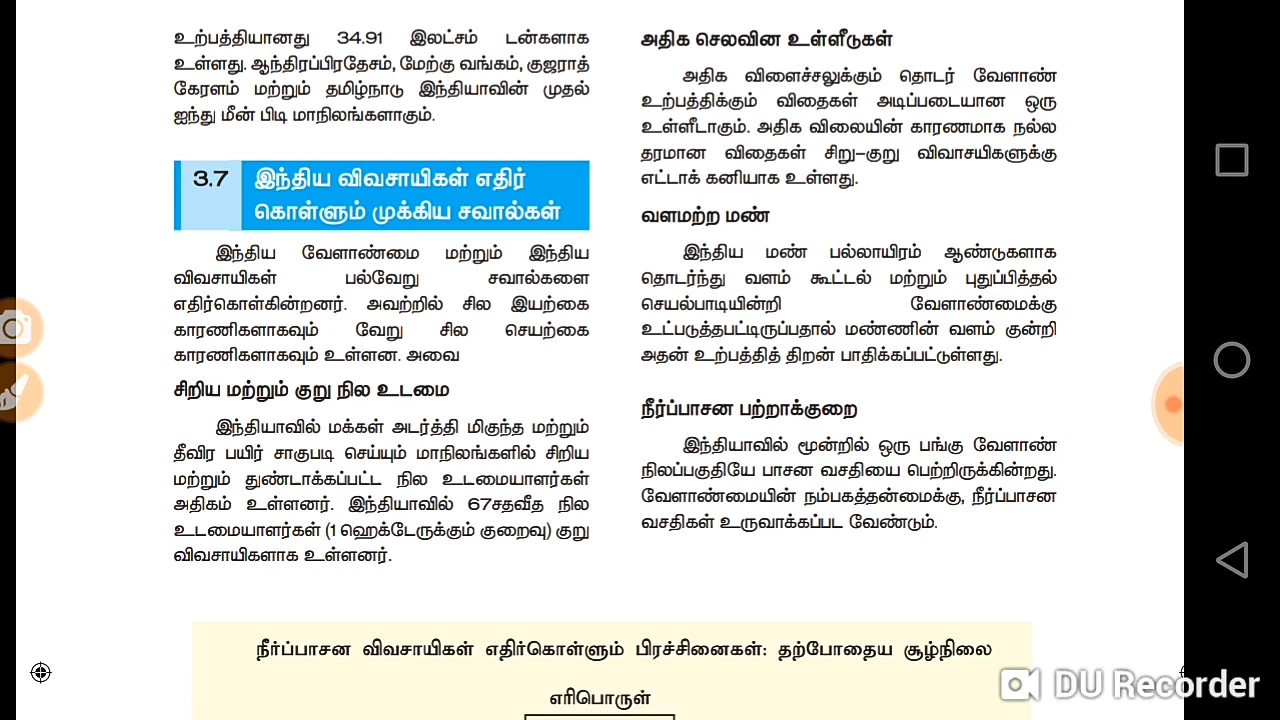 உற்பத்தியானது 34.91 இலட்சம் டன்களாக
உள்ளது. ஆந்திரப்பிரதேசம், மேற்கு வங்கம், குஜராத்
கேரளம் மற்றும் தமிழ்நாடு இந்தியாவின் முதல்
ஐந்து மீன் பிடி மாநிலங்களாகும்.
3.7 இந்திய விவசாயிகள் எதிர்
கொள்ளும் முக்கிய சவால்கள்
இந்திய வேளாண்மை மற்றும் இந்திய
விவசாயிகள் பல்வேறு சவால்களை
எதிர்கொள்கின்றனர். அவற்றில் சில இயற்கை
காரணிகளாகவும் வேறு சில செயற்கை
காரணிகளாகவும் உள்ளன. அவை
சிறிய மற்றும் குறு நில உடமை
இந்தியாவில் மக்கள் அடர்த்தி மிகுந்த மற்றும்
தீவிர பயிர் சாகுபடி செய்யும் மாநிலங்களில் சிறிய
மற்றும் துண்டாக்கப்பட்ட நில உடமையாளர்கள்
அதிகம் உள்ளனர். இந்தியாவில் 67சதவீத நில
உடமையாளர்கள் (1 ஹெக்டேருக்கும் குறைவு) குறு
விவசாயிகளாக உள்ளனர்.
அதிக செலவின உள்ளீடுகள்
அதிக விளைச்சலுக்கும் தொடர் வேளாண்
உற்பத்திக்கும் விதைகள் அடிப்படையான ஒரு
உள்ளீடாகும். அதிக விலையின் காரணமாக நல்ல
தரமான விதைகள் சிறு–குறு விவாசயிகளுக்கு
எட்டாக் கனியாக உள்ளது.
வளமற்ற மண்
இந்திய மண் பல்லாயிரம் ஆண்டுகளாக
தொடர்ந்து வளம் கூட்டல் மற்றும் புதுப்பித்தல்
செயல்பாடியின்றி வேளாண்மைக்கு
உட்படுத்தபட்டிருப்பதால் மண்ணின் வளம் குன்றி
அதன் உற்பத்தித் திறன் பாதிக்கப்பட்டுள்ளது.
நீர்ப்பாசன பற்றாக்குறை
இந்தியாவில் மூன்றில் ஒரு பங்கு வேளாண்
நிலப்பகுதியே பாசன வசதியை பெற்றிருக்கின்றது.
வேளாண்மையின் நம்பகத்தன்மைக்கு, நீர்ப்பாசன
வசதிகள் உருவாக்கப்பட வேண்டும்.
நீர்ப்பாசன விவசாயிகள் எதிர்கொள்ளும் பிரச்சினைகள்: தற்போதைய சூழ்நிலை
எரிபொருள்
DU Recorder